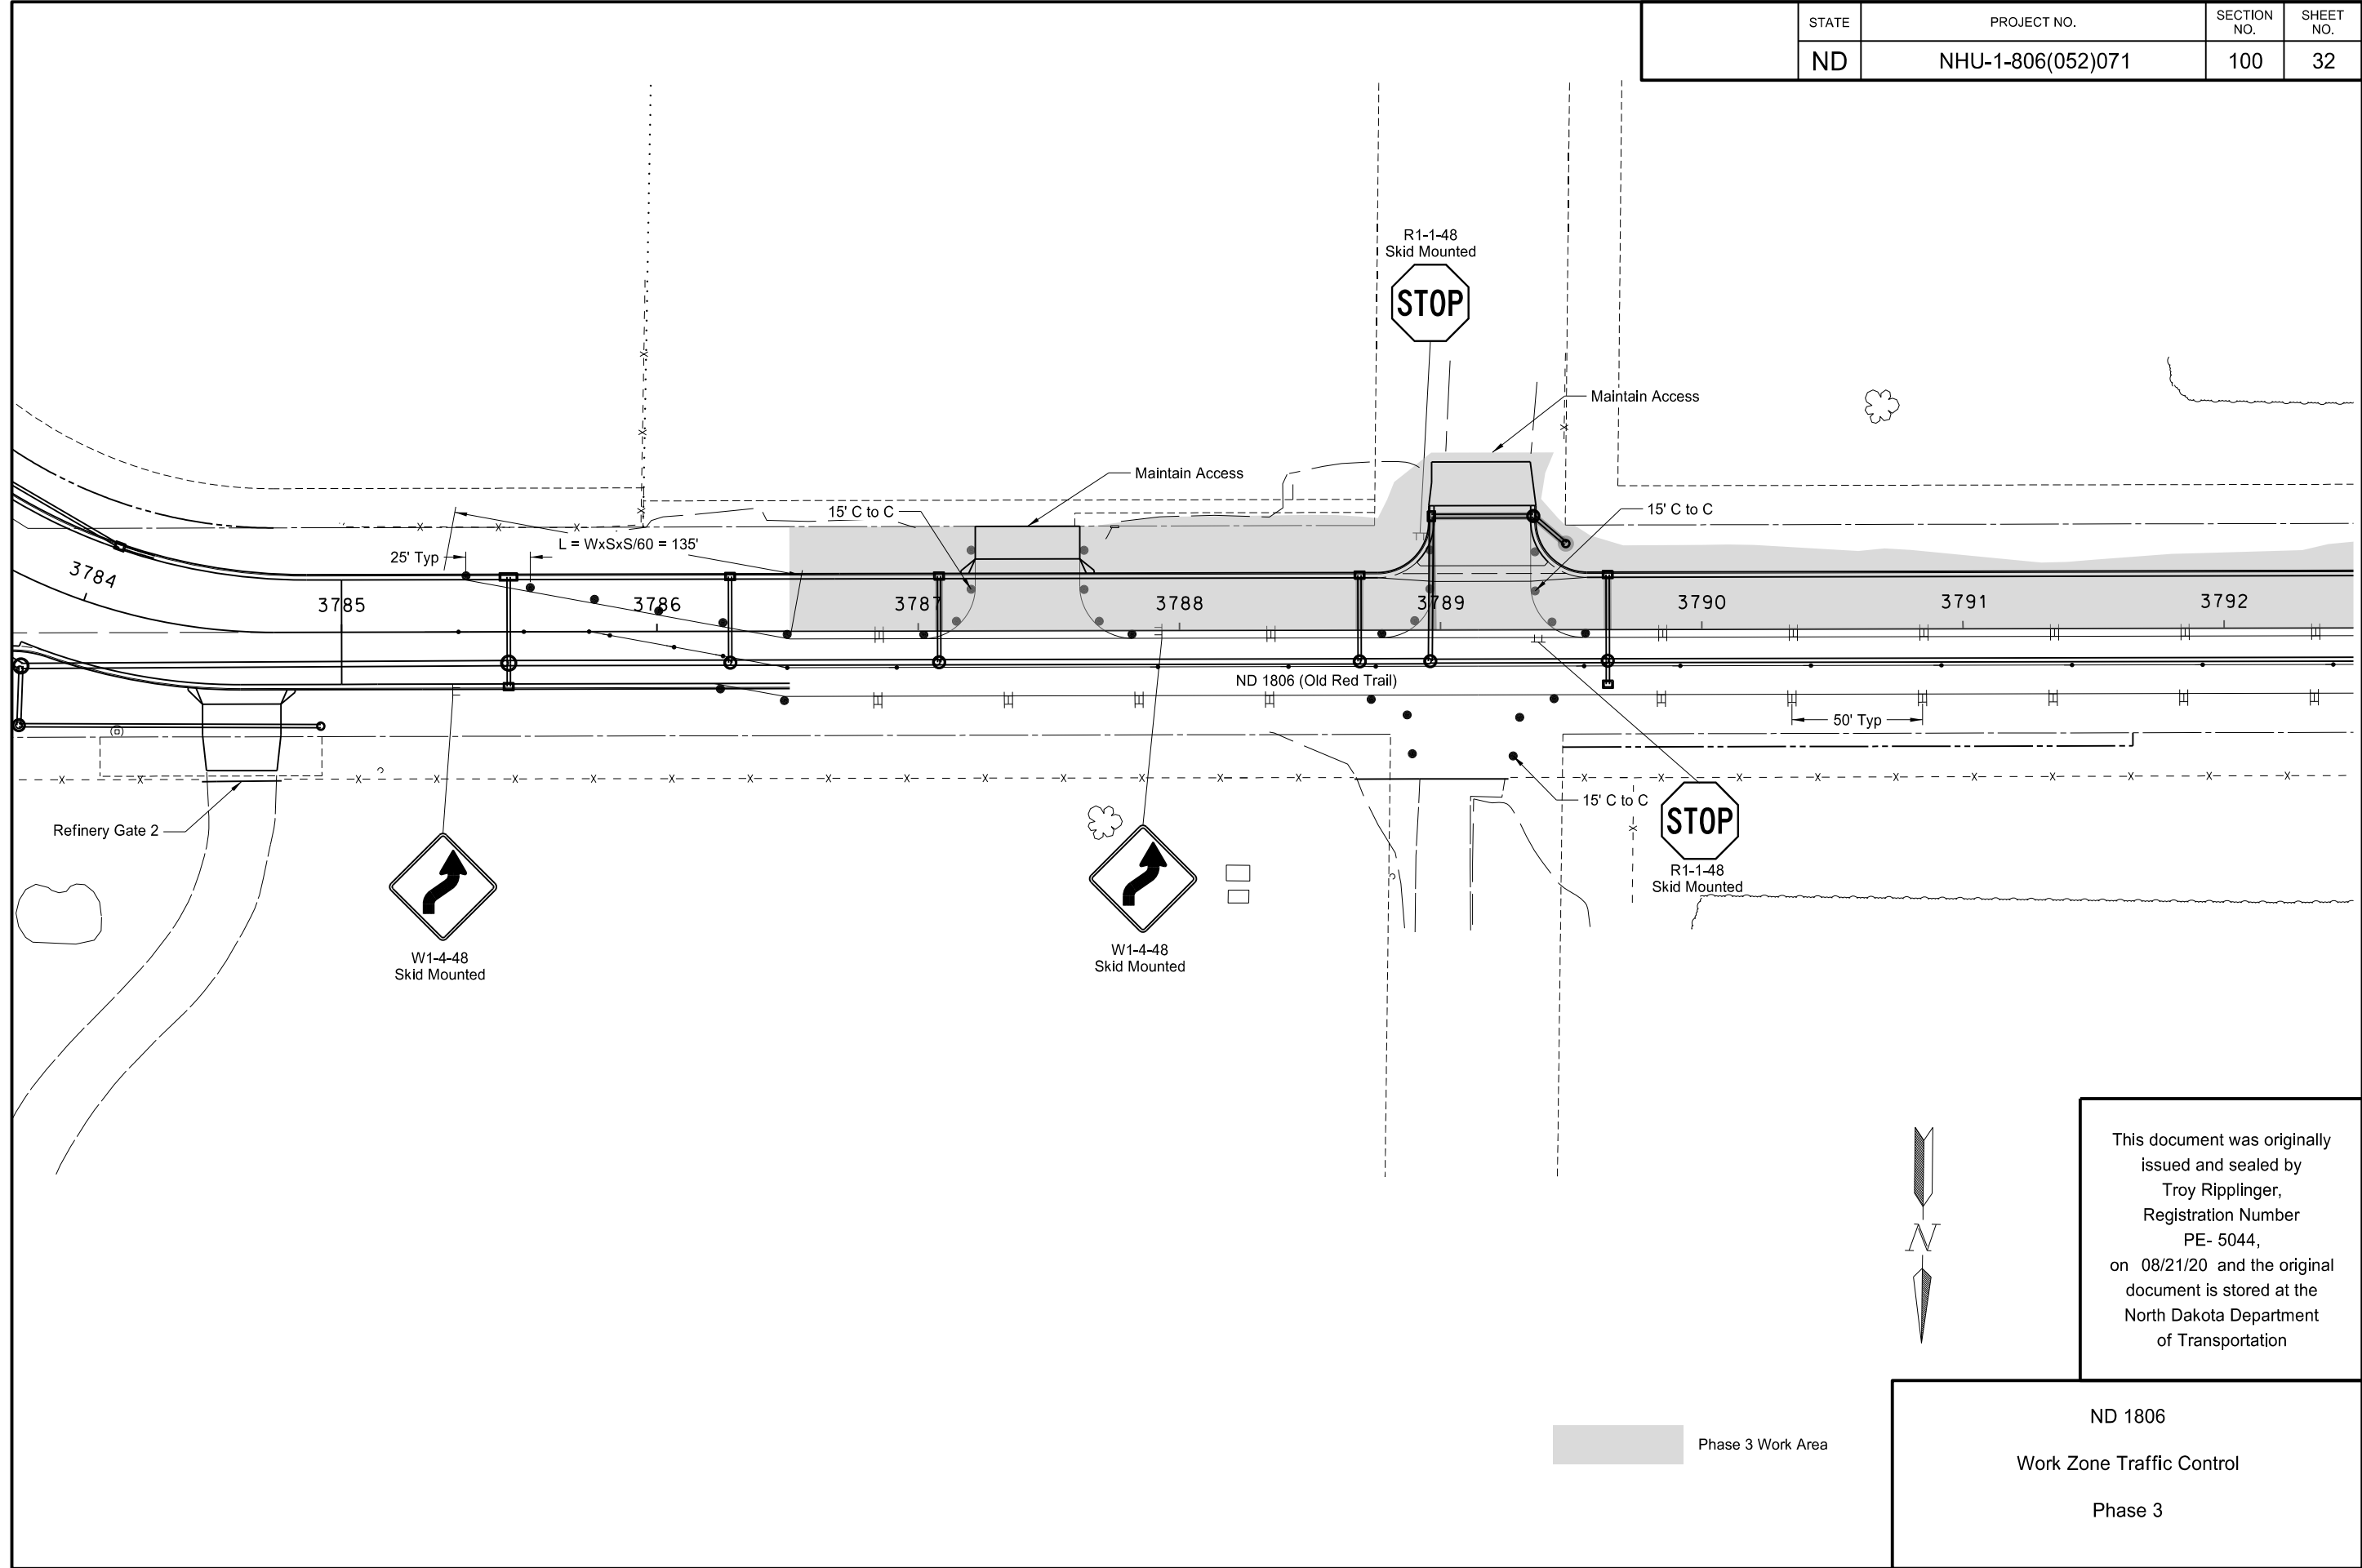 STATE
PROJECT NO.
SECTION NO.
SHEET NO.
ND
NHU-1-806(052)071
100
32
R1-1-48
Skid Mounted
STOP
Maintain Access
Maintain Access
15' C to C
15' C to C
L = WxSxS/60 = 135'
25' Typ
3784
3785
3786
3787
3788
3789
3790
3791
3792
ND 1806 (Old Red Trail)
50' Typ
15' C to C
Refinery Gate 2
STOP
R1-1-48
Skid Mounted
W1-4-48
Skid Mounted
W1-4-48
Skid Mounted
N
This document was originally
issued and sealed by
Troy Ripplinger,
Registration Number
PE- 5044,
on 08/21/20 and the original
document is stored at the
North Dakota Department
of Transportation
Phase 3 Work Area
ND 1806
Work Zone Traffic Control
Phase 3